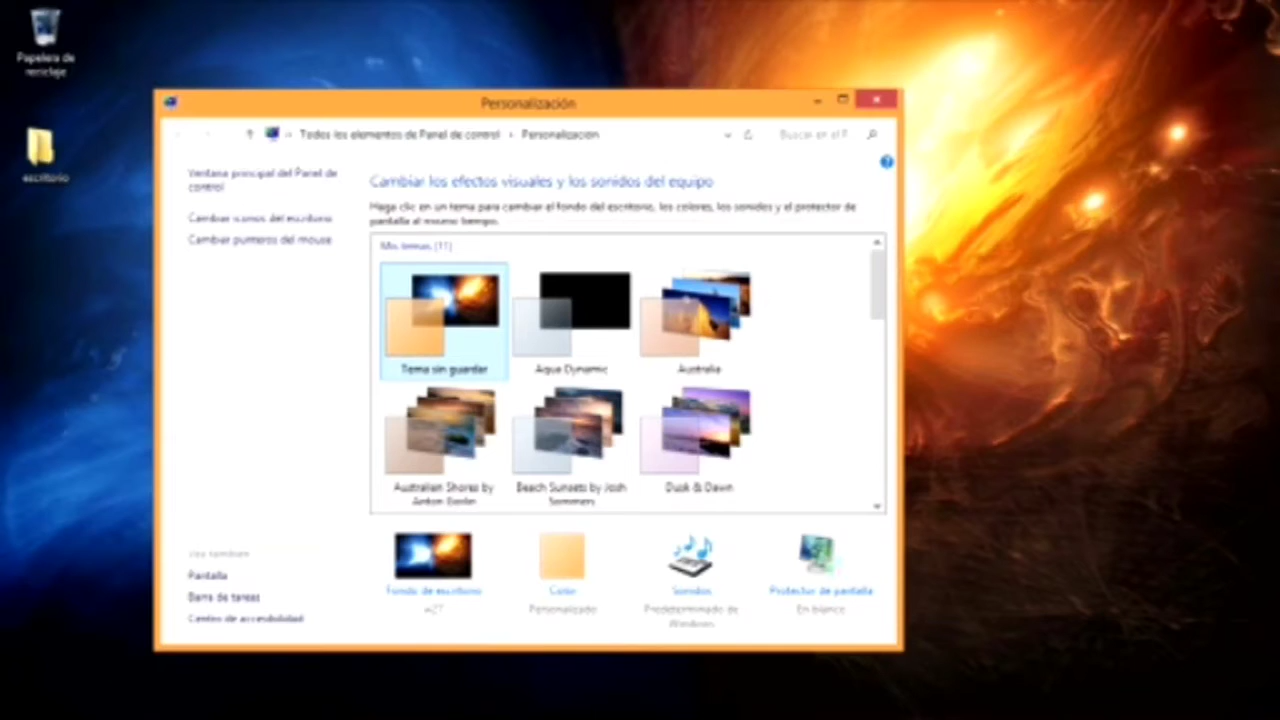 Papelera de
reciclaje
escritorio
Personalización
Todos los elementos de Panel de control
Personalización
Buscar en el P
Ventana principal del Panel de
control
Cambiar iconos del escritorio
Cambiar punteros del mouse
Cambiar los efectos visuales y los sonidos del equipo
Haga clic en un tema para cambiar el fondo del escritorio, los colores, los sonidos y el protector de
pantalla al mismo tiempo.
Mis temas (11)
Tema sin guardar
Aqua Dynamic
Australia
Australian Shores by
Beach Sunsets by Josh
Sommers
Dusk & Dawn
Vea también
Pantalla
Barra de tareas
Centro de accesibilidad
Fondo de escritorio
Color
Personalizado
Sonidos
Predeterminado de
Windows
Protector de pantalla
En blanco